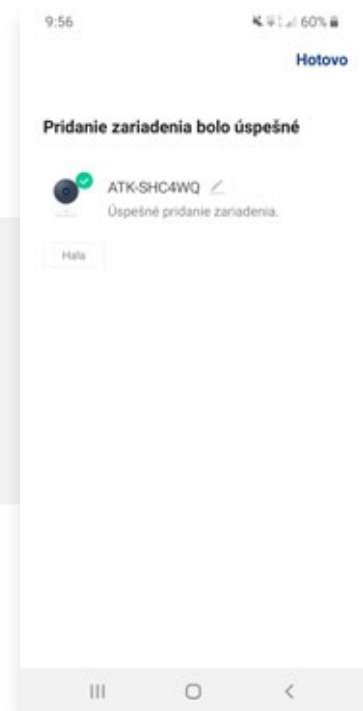 9:56 60%
Hotovo
Pridanie zariadenia bolo úspešné
ATK-SHC4WQ
Úspešné pridanie zariadenia.
Hala